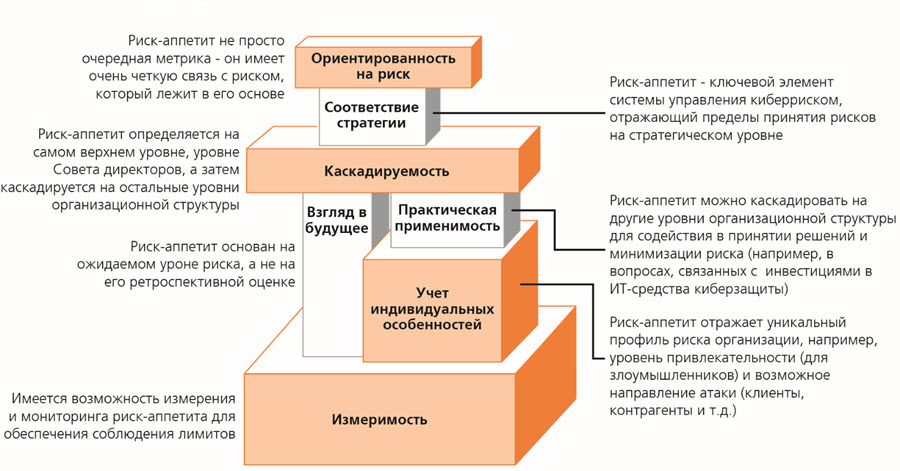 Риск-аппетит не просто
очередная метрика - он имеет
очень четкую связь с риском,
который лежит в его основе
Ориентированность
на риск
Соответствие
стратегии
Риск-аппетит - ключевой элемент
системы управления киберриском,
отражающий пределы принятия рисков
на стратегическом уровне
Риск-аппетит определяется на
самом верхнем уровне, уровне
Совета директоров, а затем
каскадируется на остальные уровни
организационной структуры
Каскадируемость
Взгляд в
будущее
Практическая
применимость
Риск-аппетит можно каскадировать на
другие уровни организационной структуры
для содействия в принятии решений и
минимизации риска (например, в
вопросах, связанных с инвестициями в
ИТ-средства киберзащиты)
Риск-аппетит основан на
ожидаемом уроне риска, а не на
его ретроспективной оценке
Учет
индивидуальных
особенностей
Риск-аппетит отражает уникальный
профиль риска организации, например,
уровень привлекательности (для
злоумышленников) и возможное
направление атаки (клиенты,
контрагенты и т.д.)
Имеется возможность измерения
и мониторинга риск-аппетита для
обеспечения соблюдения лимитов
Измеримость